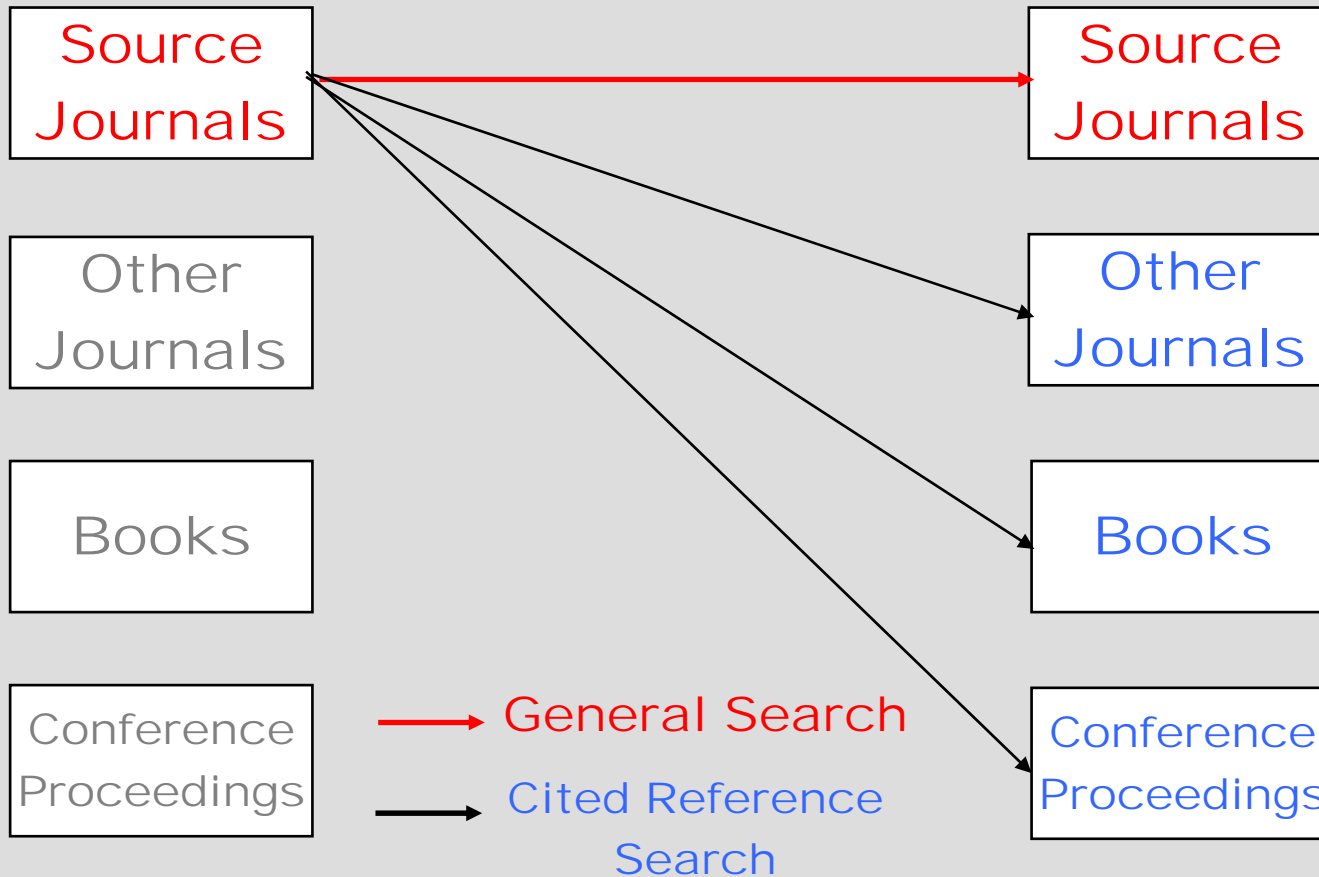 Source
Journals
Source
Journals
Other
Journals
Other
Journals
Books
Books
Conference
Proceedings
General Search
Cited Reference
Search
Conference
Proceedings